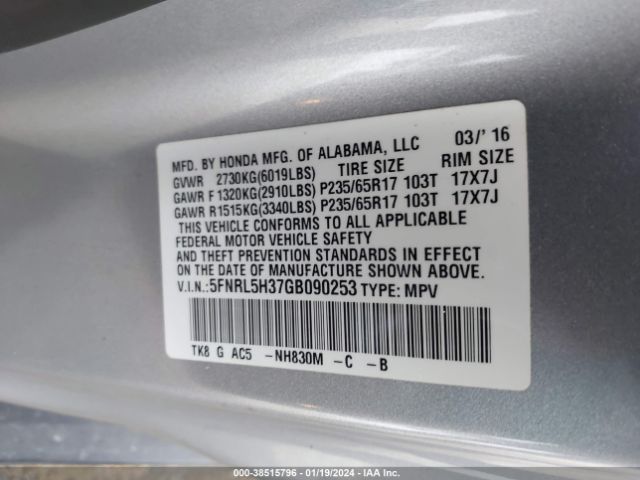 MFD. BY HONDA MFG. OF ALABAMA, LLC 03/' 16
GVWR 2730KG(6019LBS) TIRE SIZE RIM SIZE
GAWR F 1320KG(2910LBS) P235/65R17 103T 17X7J
GAWR R1515KG(3340LBS) P235/65R17 103T 17X7J
THIS VEHICLE CONFORMS TO ALL APPLICABLE
FEDERAL MOTOR VEHICLE SAFETY
AND THEFT PREVENTION STANDARDS IN EFFECT
ON THE DATE OF MANUFACTURE SHOWN ABOVE.
V.I.N.:5FNRL5H37GB090253 TYPE: MPV
TK8 G AC5 -NH830M -C -B
000-38515796 - 01/19/2024 - IAA Inc.